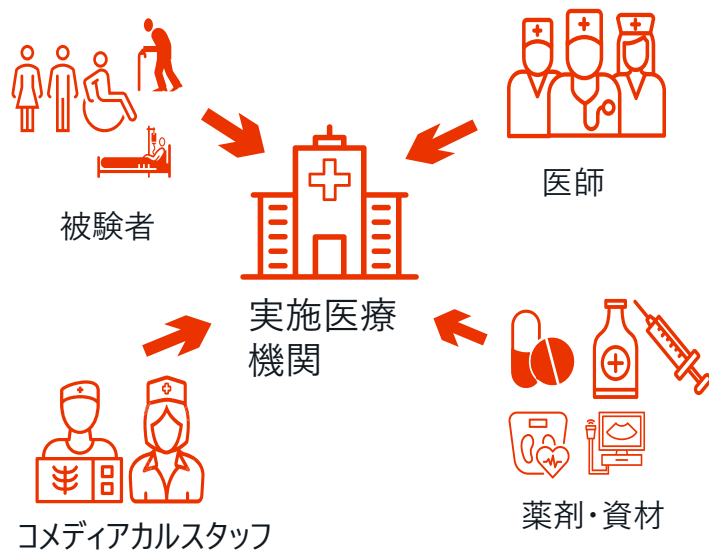 被験者
医師
実施医療
機関
コメディアカルスタッフ
薬剤・資材